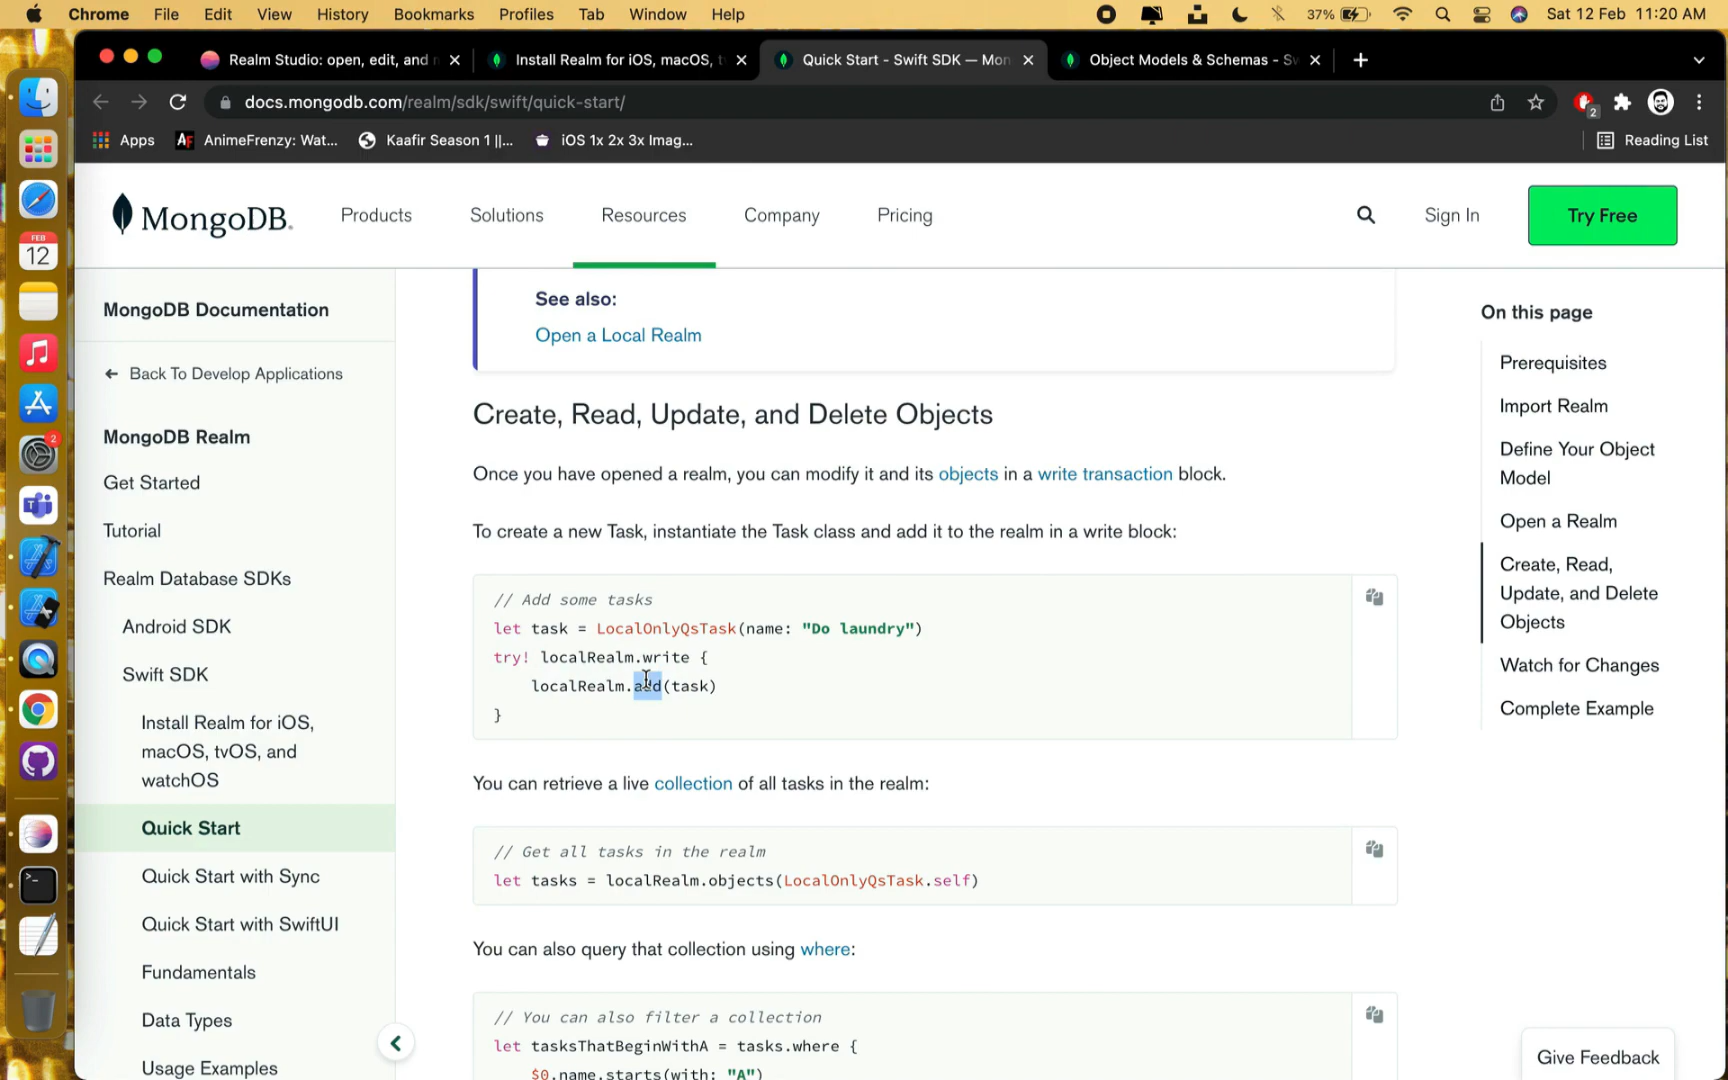 Chrome File Edit View History Bookmarks Profiles Tab Window Help 37% Sat 12 Feb 11:20 AM
Realm Studio: open, edit, and Install Realm for iOS, macOS, Quick Start - Swift SDK — Mon Object Models & Schemas - Sw
docs.mongodb.com/realm/sdk/swift/quick-start/ 2
Apps AF AnimeFrenzy: Wat... Kaafir Season 1 ||... iOS 1x 2x 3x Imag... Reading List
FEB
12
2
MongoDB. Products Solutions Resources Company Pricing Sign In Try Free
MongoDB Documentation
← Back To Develop Applications
MongoDB Realm
Get Started
Tutorial
Realm Database SDKs
Android SDK
Swift SDK
Install Realm for iOS,
macOS, tvOS, and
watchOS
Quick Start
Quick Start with Sync
Quick Start with SwiftUI
Fundamentals
Data Types
Usage Examples
See also:
Open a Local Realm
Create, Read, Update, and Delete Objects
Once you have opened a realm, you can modify it and its objects in a write transaction block.
To create a new Task, instantiate the Task class and add it to the realm in a write block:
// Add some tasks
let task = LocalOnlyQsTask(name: "Do laundry")
try! localRealm.write {
localRealm.add(task)
}
You can retrieve a live collection of all tasks in the realm:
// Get all tasks in the realm
let tasks = localRealm.objects(LocalOnlyQsTask.self)
You can also query that collection using where:
// You can also filter a collection
let tasksThatBeginWithA = tasks.where {
$0.name.starts(with: "A")
On this page
Prerequisites
Import Realm
Define Your Object
Model
Open a Realm
Create, Read,
Update, and Delete
Objects
Watch for Changes
Complete Example
Give Feedback